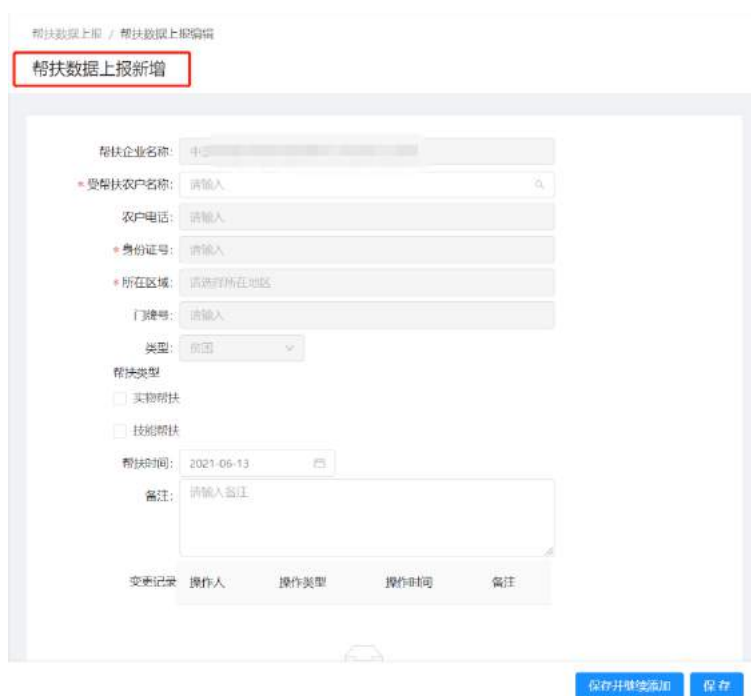 帮扶数据上报 / 帮扶数据上报编辑
帮扶数据上报新增
帮扶企业名称:
* 受帮扶农户名称: 请输入
农户电话: 请输入
* 身份证号: 请输入
* 所在区域: 请选择所在地区
门牌号: 请输入
类型: 贫困
帮扶类型
实物帮扶
技能帮扶
帮扶时间: 2021-06-13
备注: 请输入备注
变更记录 操作人 操作类型 操作时间 备注
保存并继续添加 保 存